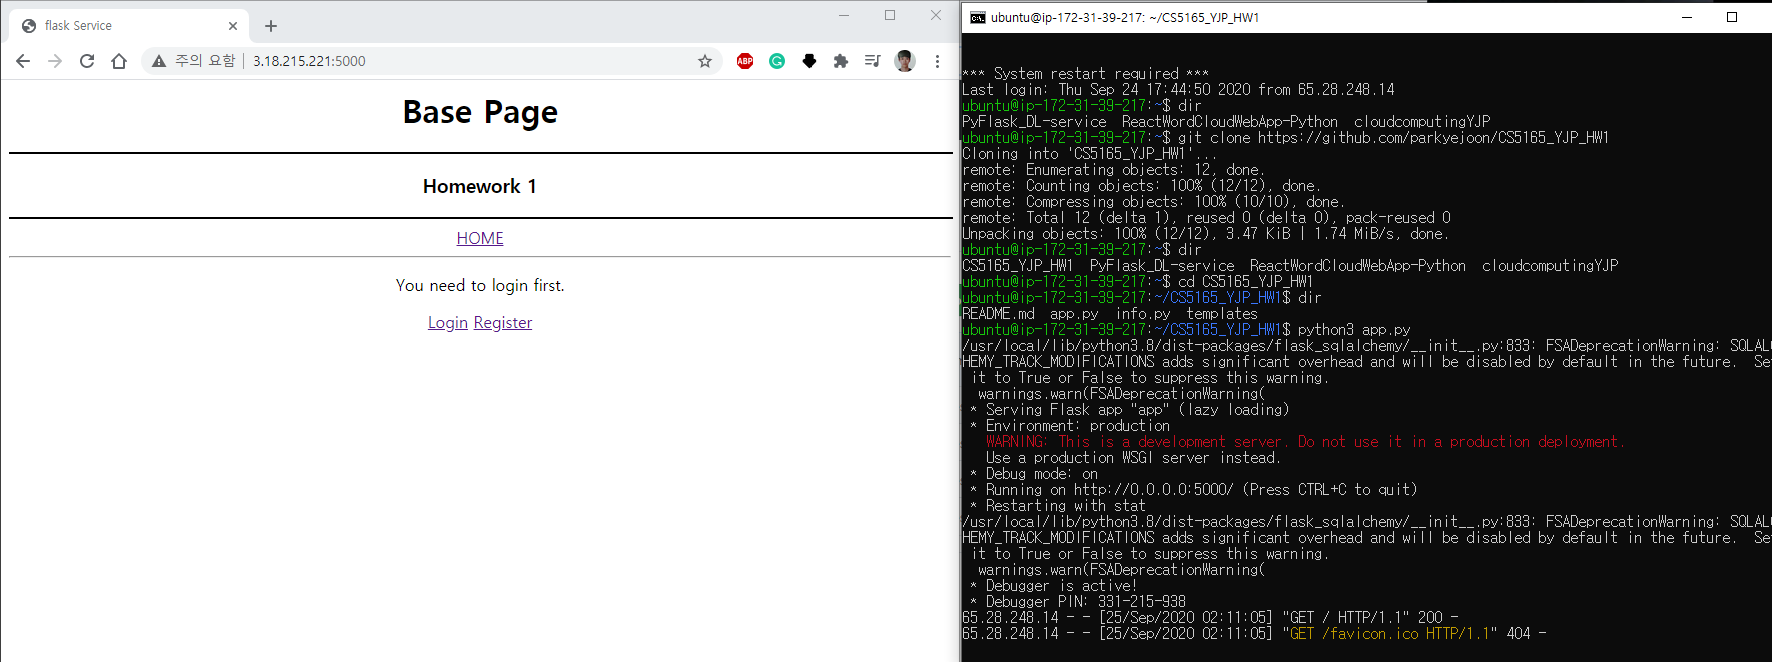 flask Service
주의 요함 | 3.18.215.221:5000
ABP
Base Page
Homework 1
HOME
You need to login first.
Login Register
ubuntu@ip-172-31-39-217: ~/CS5165_YJP_HW1
*** System restart required ***
Last login: Thu Sep 24 17:44:50 2020 from 65.28.248.14
ubuntu@ip-172-31-39-217:~$ dir
PyFlask_DL-service  ReactWordCloudWebApp-Python  cloudcomputingYJP
ubuntu@ip-172-31-39-217:~$ git clone https://github.com/parkyejoon/CS5165_YJP_HW1
Cloning into 'CS5165_YJP_HW1'...
remote: Enumerating objects: 12, done.
remote: Counting objects: 100% (12/12), done.
remote: Compressing objects: 100% (10/10), done.
remote: Total 12 (delta 1), reused 0 (delta 0), pack-reused 0
Unpacking objects: 100% (12/12), 3.47 KiB | 1.74 MiB/s, done.
ubuntu@ip-172-31-39-217:~$ dir
CS5165_YJP_HW1  PyFlask_DL-service  ReactWordCloudWebApp-Python  cloudcomputingYJP
ubuntu@ip-172-31-39-217:~$ cd CS5165_YJP_HW1
ubuntu@ip-172-31-39-217:~/CS5165_YJP_HW1$ dir
README.md  app.py  info.py  templates
ubuntu@ip-172-31-39-217:~/CS5165_YJP_HW1$ python3 app.py
/usr/local/lib/python3.8/dist-packages/flask_sqlalchemy/__init__.py:833: FSADeprecationWarning: SQLAL
HEMY_TRACK_MODIFICATIONS adds significant overhead and will be disabled by default in the future.  Se
it to True or False to suppress this warning.
warnings.warn(FSADeprecationWarning(
* Serving Flask app "app" (lazy loading)
* Environment: production
WARNING: This is a development server. Do not use it in a production deployment.
Use a production WSGI server instead.
* Debug mode: on
* Running on http://0.0.0.0:5000/ (Press CTRL+C to quit)
* Restarting with stat
/usr/local/lib/python3.8/dist-packages/flask_sqlalchemy/__init__.py:833: FSADeprecationWarning: SQLAL
HEMY_TRACK_MODIFICATIONS adds significant overhead and will be disabled by default in the future.  Se
it to True or False to suppress this warning.
warnings.warn(FSADeprecationWarning(
* Debugger is active!
* Debugger PIN: 331-215-938
65.28.248.14 - - [25/Sep/2020 02:11:05] "GET / HTTP/1.1" 200 -
65.28.248.14 - - [25/Sep/2020 02:11:05] "GET /favicon.ico HTTP/1.1" 404 -